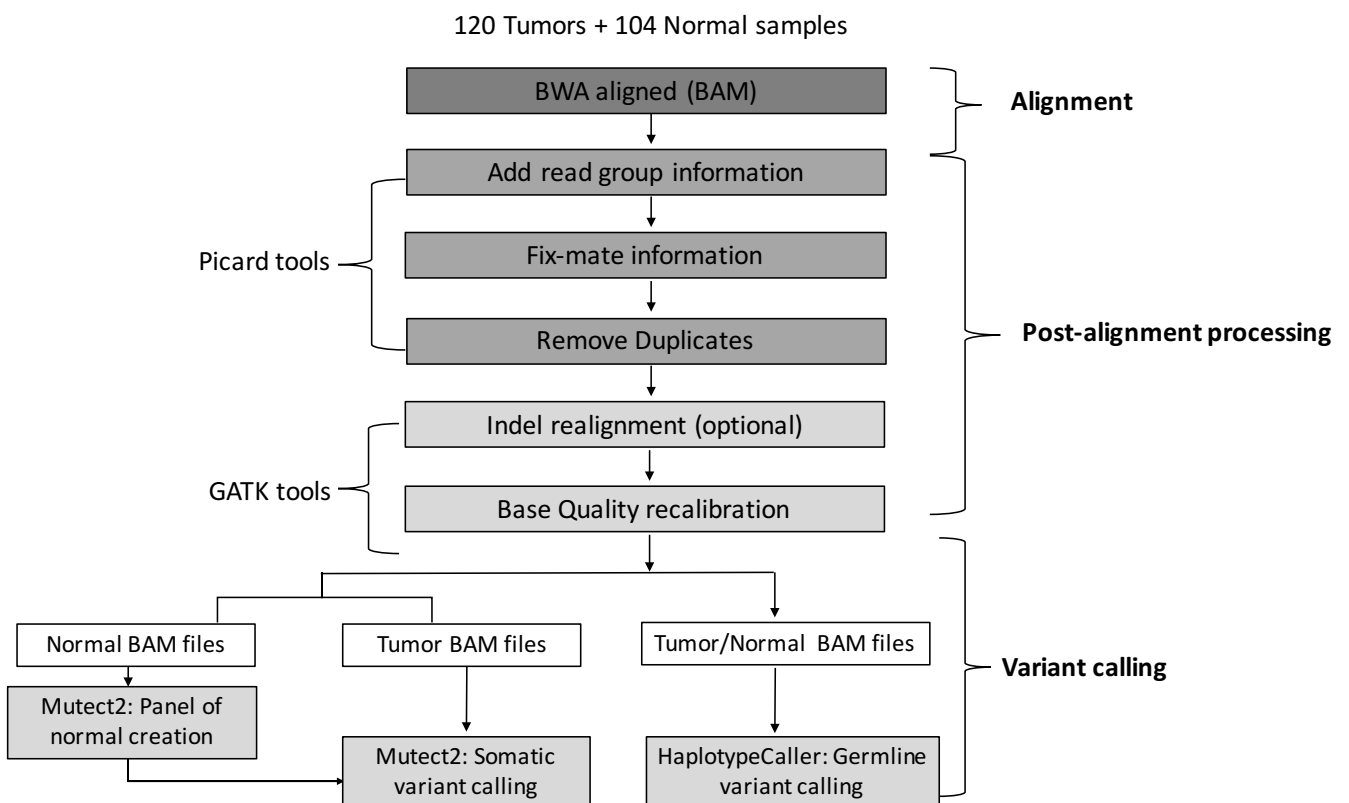 120 Tumors + 104 Normal samples
BWA aligned (BAM)
Alignment
Add read group information
Picard tools
Fix-mate information
Remove Duplicates
Post-alignment processing
Indel realignment (optional)
GATK tools
Base Quality recalibration
Normal BAM files
Tumor BAM files
Tumor/Normal BAM files
Variant calling
Mutect2: Panel of
normal creation
Mutect2: Somatic
variant calling
HaplotypeCaller: Germline
variant calling